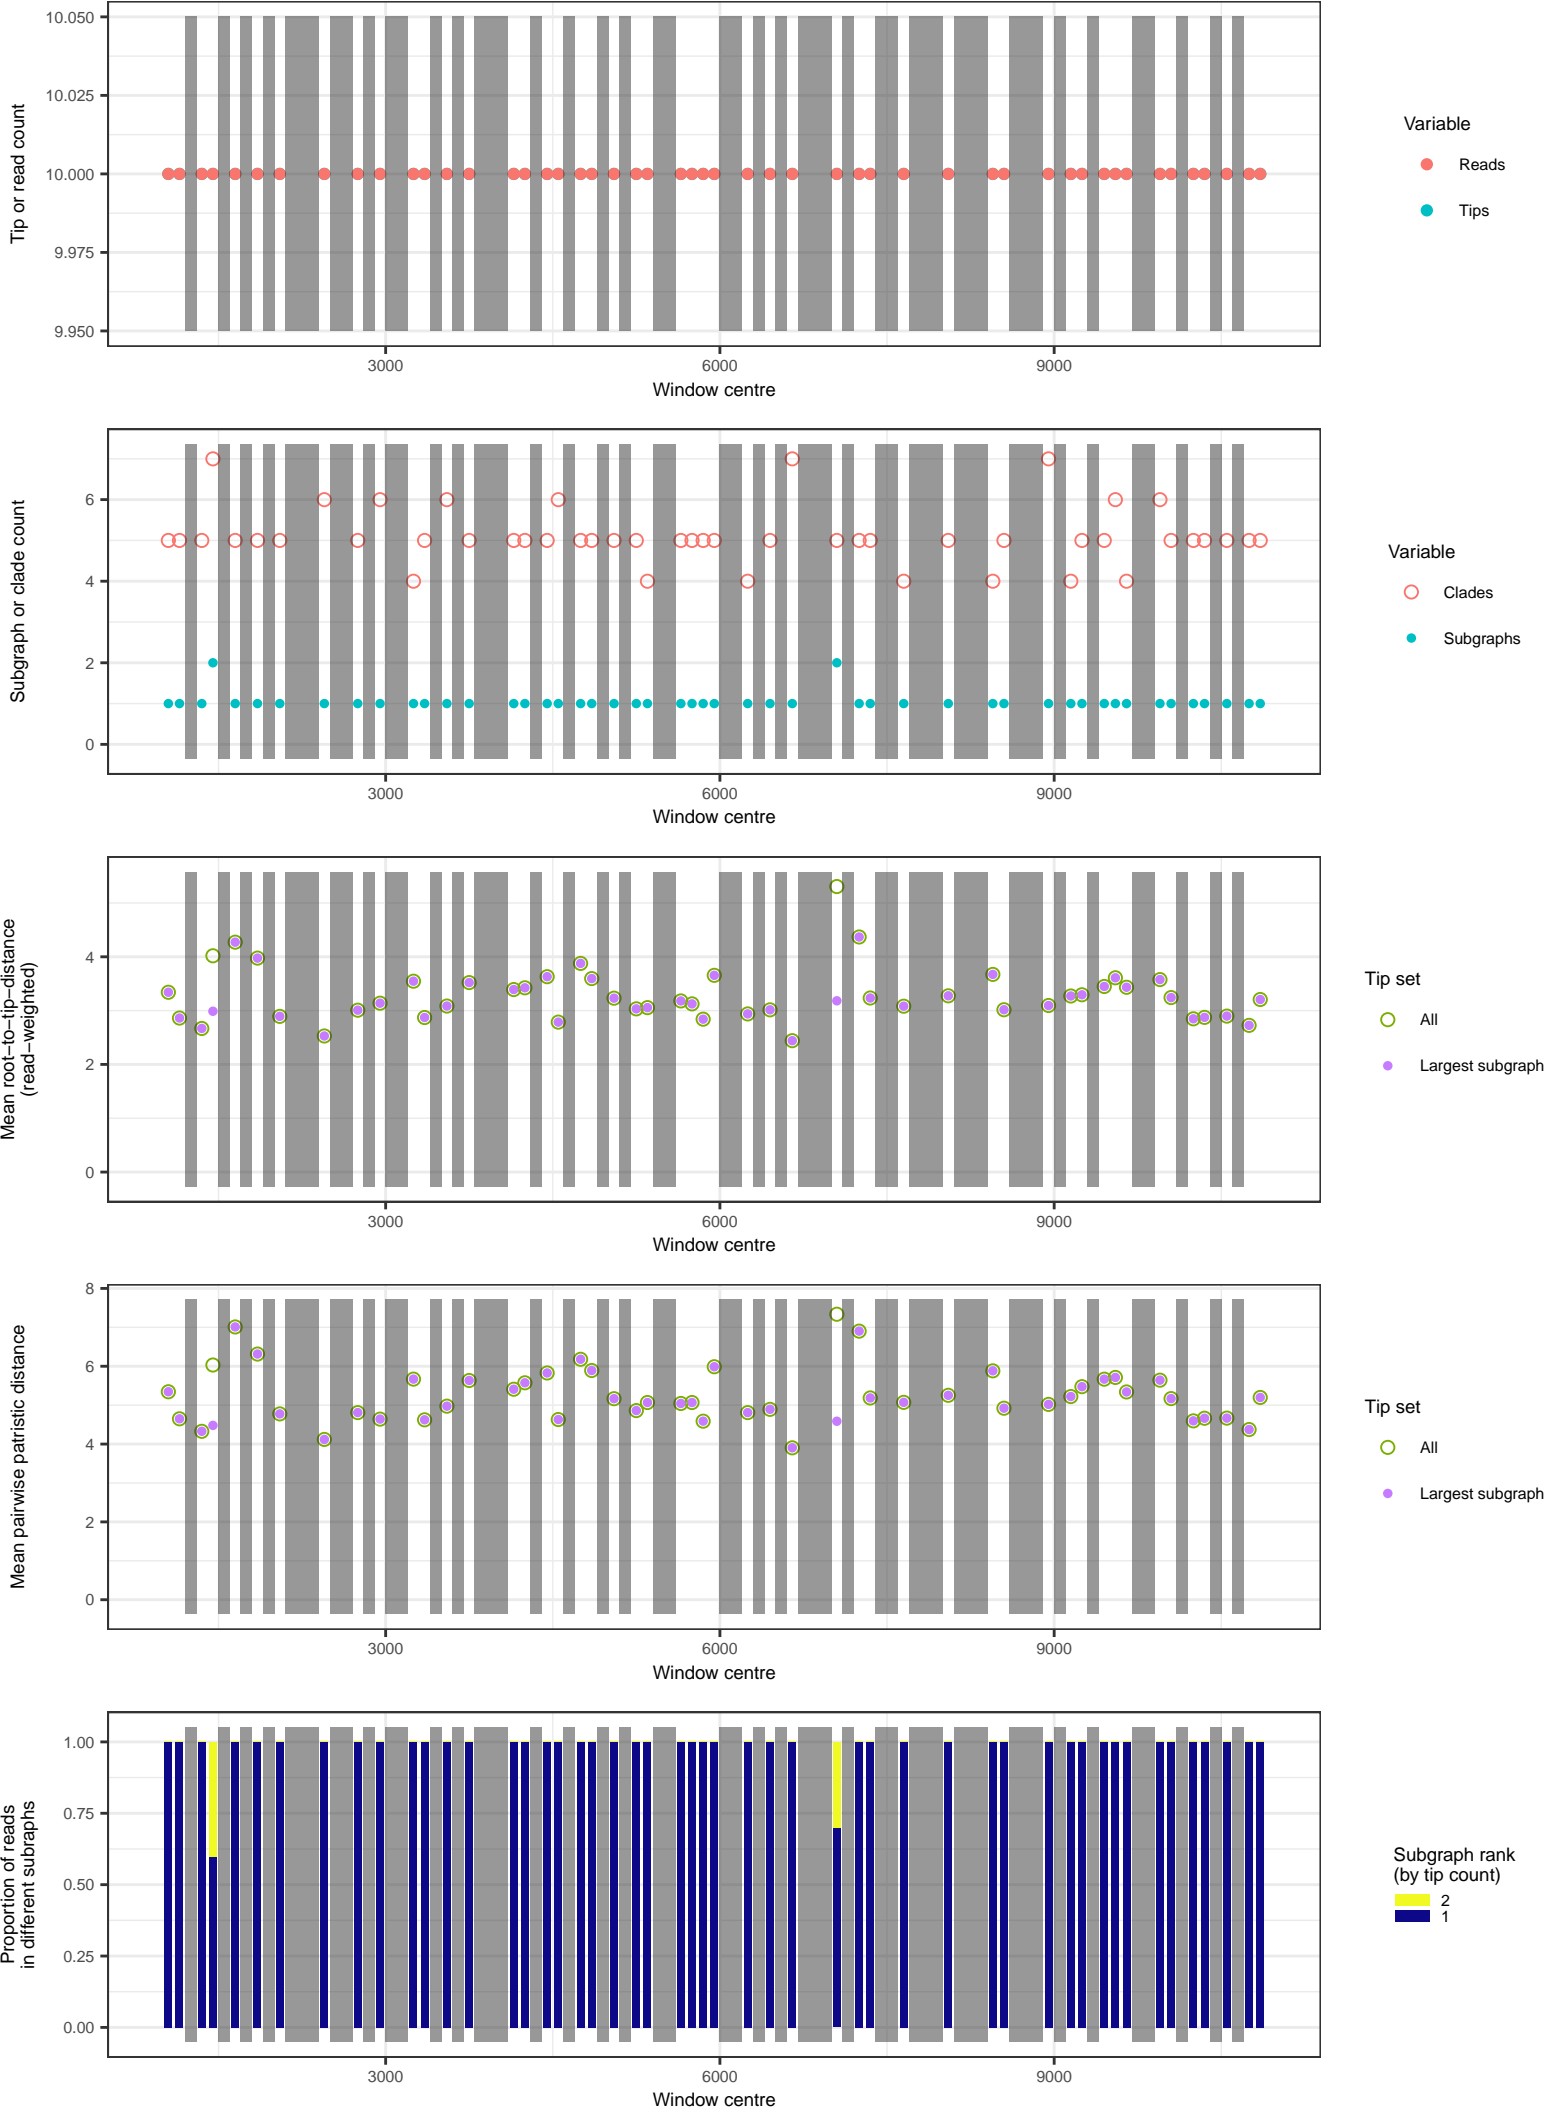 10.050
10.025
10.000
9.975
9.950
Tip or read count
3000
6000
9000
Window centre
Variable
Reads
Tips
6
4
2
0
Subgraph or clade count
3000
6000
9000
Window centre
Variable
Clades
Subgraphs
4
2
0
Mean root−to−tip−distance
(read−weighted)
3000
6000
9000
Window centre
Tip set
All
Largest subgraph
8
6
4
2
0
Mean pairwise patristic distance
3000
6000
9000
Window centre
Tip set
All
Largest subgraph
1.00
0.75
0.50
0.25
0.00
Proportion of reads
in different subraphs
3000
6000
9000
Window centre
Subgraph rank
(by tip count)
2
1